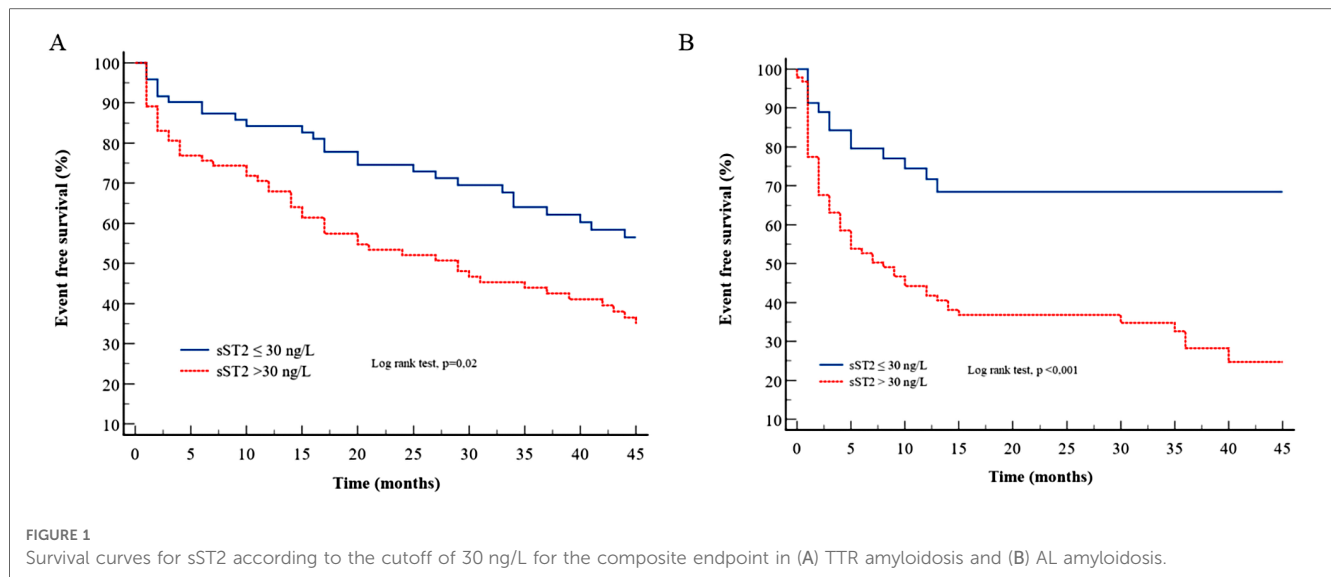 A
Event free survival (%)
100
90
80
70
60
50
40
30
20
10
sST2 ≤ 30 ng/L
sST2 >30 ng/L
Log rank test, p=0,02
0 5 10 15 20 25 30 35 40 45
Time (months)
B
Event free survival (%)
100
90
80
70
60
50
40
30
20
10
sST2 ≤ 30 ng/L
sST2 > 30 ng/L
Log rank test, p <0,001
0 5 10 15 20 25 30 35 40 45
Time (months)
FIGURE 1
Survival curves for sST2 according to the cutoff of 30 ng/L for the composite endpoint in (A) TTR amyloidosis and (B) AL amyloidosis.